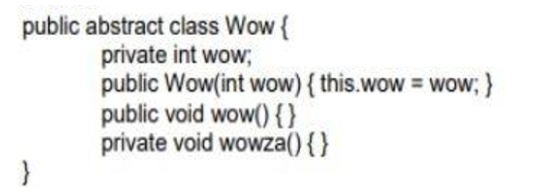 public abstract class Wow {
private int wow;
public Wow(int wow) { this.wow = wow; }
public void wow() { }
private void wowza() { }
}